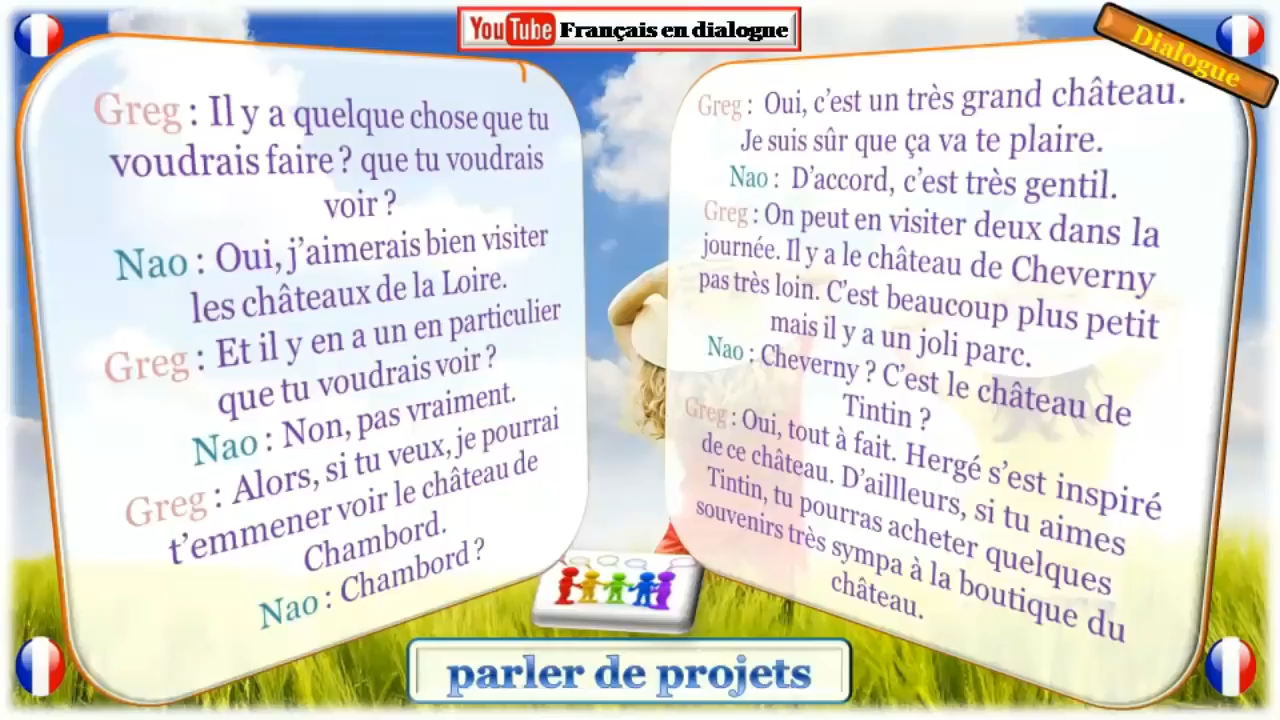 YouTube Français en dialogue
Dialogue
Greg : Il y a quelque chose que tu
voudrais faire ? que tu voudrais
voir ?
Nao : Oui, j'aimerais bien visiter
les châteaux de la Loire.
Greg : Et il y en a un en particulier
que tu voudrais voir ?
Nao : Non, pas vraiment.
Greg : Alors, si tu veux, je pourrai
t'emmener voir le château de
Chambord.
Nao : Chambord ?
Greg : Oui, c'est un très grand château.
Je suis sûr que ça va te plaire.
Nao : D'accord, c'est très gentil.
Greg : On peut en visiter deux dans la
journée. Il y a le château de Cheverny
pas très loin. C'est beaucoup plus petit
mais il y a un joli parc.
Nao : Cheverny ? C'est le château de
Tintin ?
Greg : Oui, tout à fait. Hergé s'est inspiré
de ce château. D'aillleurs, si tu aimes
Tintin, tu pourras acheter quelques
souvenirs très sympa à la boutique du
château.
parler de projets